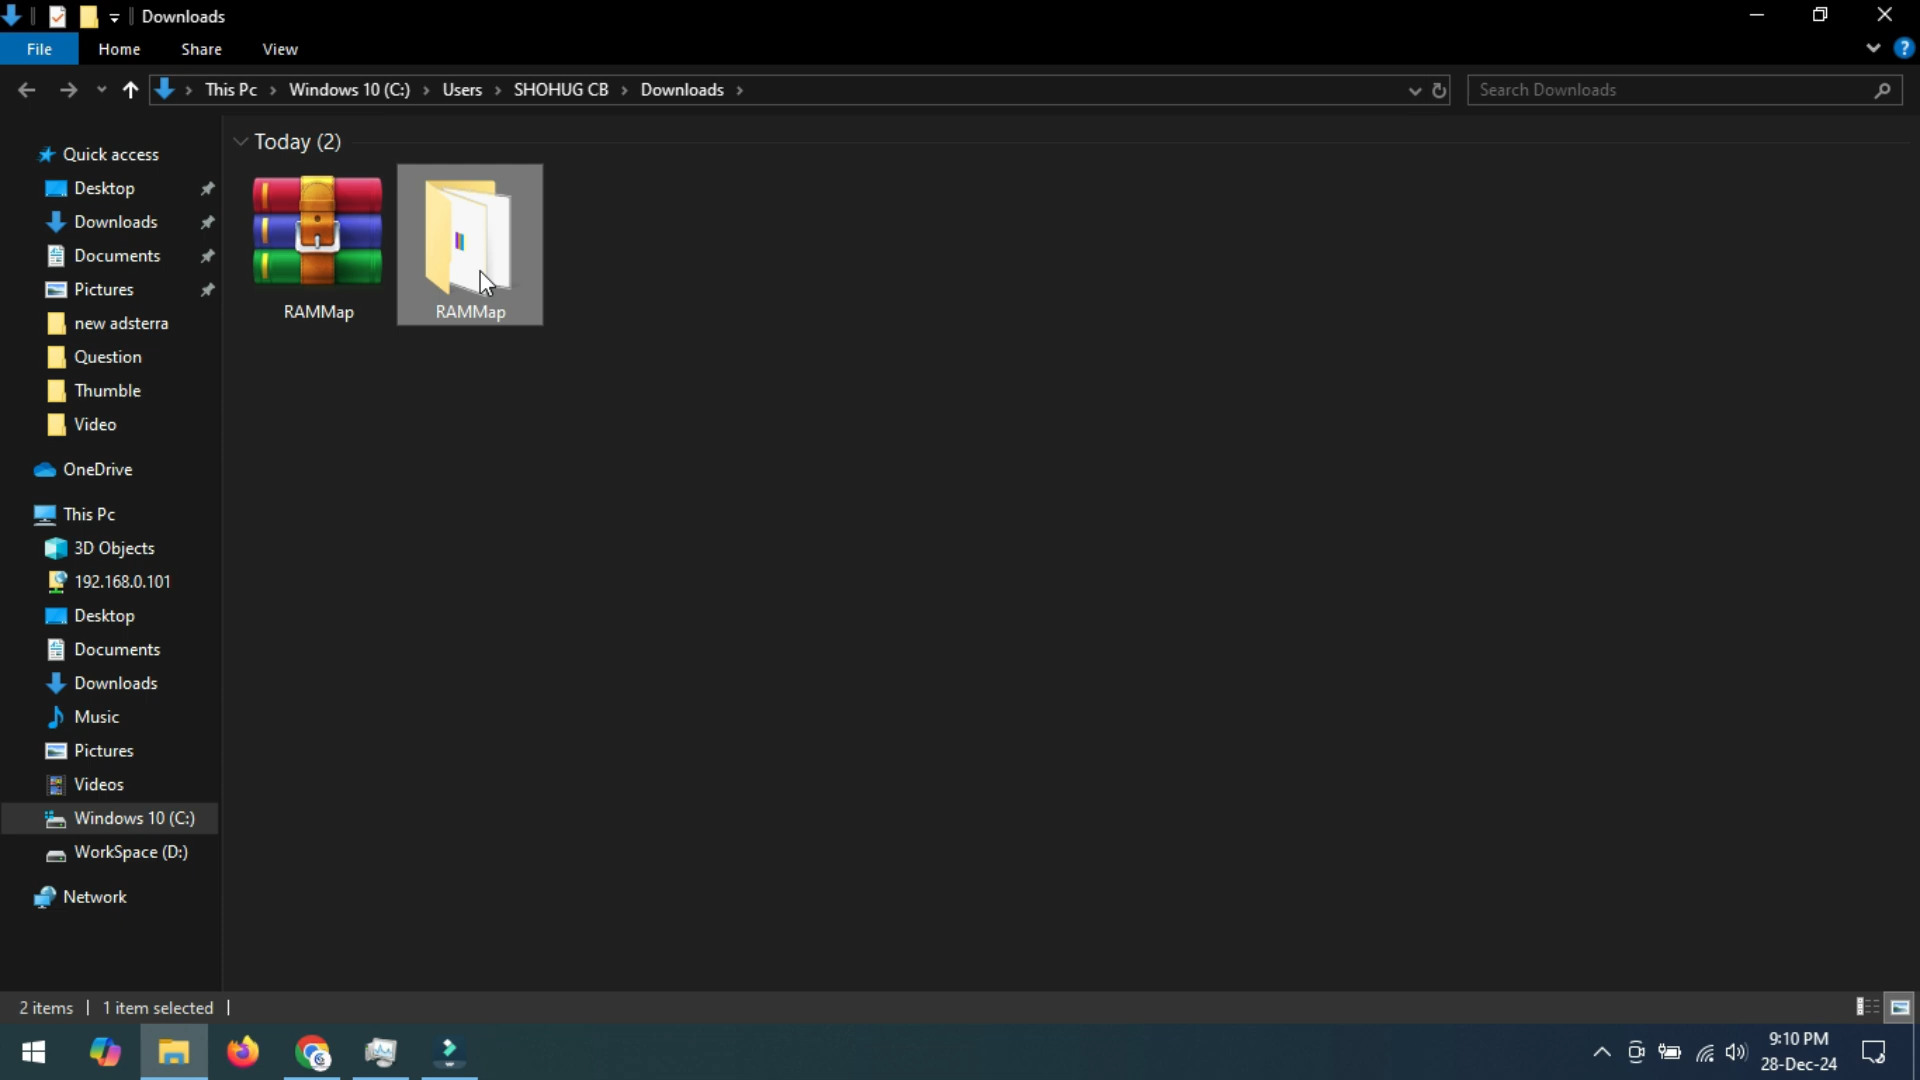 Downloads
File Home Share View
This Pc Windows 10 (C:) Users SHOHUG CB Downloads
Search Downloads
Quick access
Desktop
Downloads
Documents
Pictures
new adsterra
Question
Thumble
Video
OneDrive
This Pc
3D Objects
192.168.0.101
Desktop
Documents
Downloads
Music
Pictures
Videos
Windows 10 (C:)
WorkSpace (D:)
Network
Today (2)
RAMMap
RAMMap
2 items 1 item selected
9:10 PM
28-Dec-24